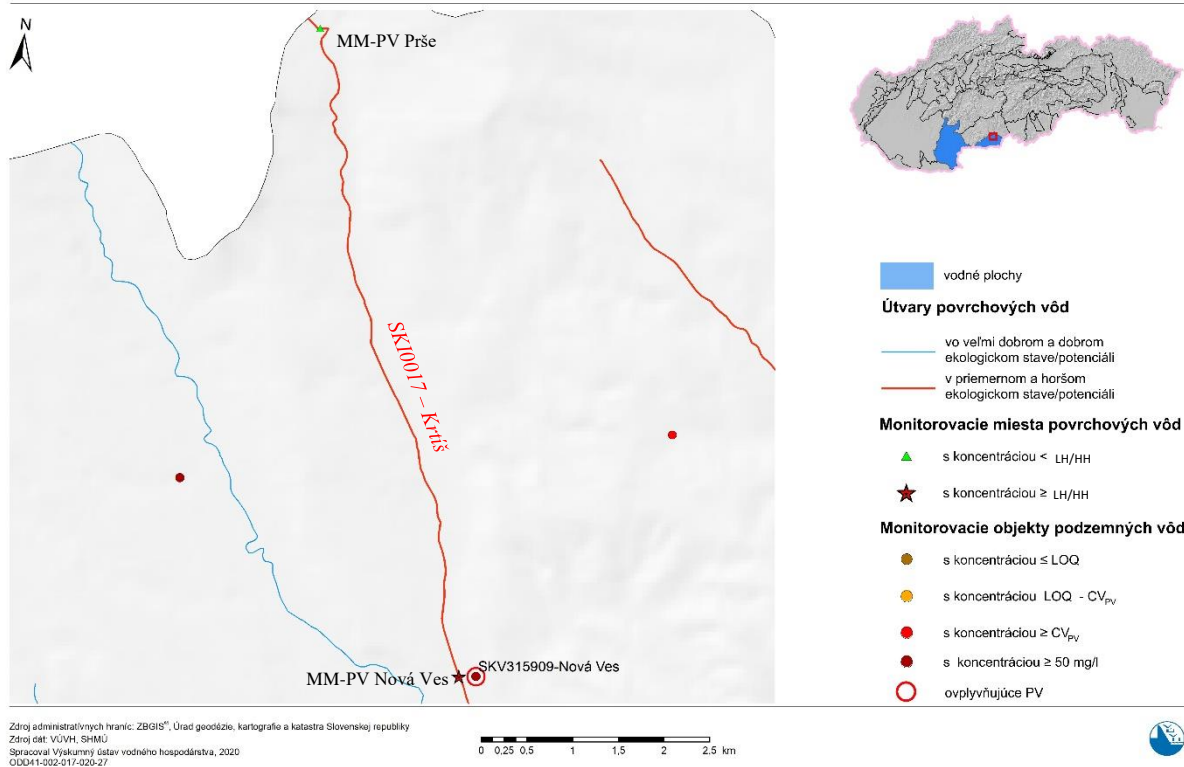 N
MM-PV Prše
SKI0017 – Krtíš
SKV315909-Nová Ves
MM-PV Nová Ves
vodné plochy
Útvary povrchových vôd
vo veľmi dobrom a dobrom
ekologickom stave/potenciáli
v priemernom a horšom
ekologickom stave/potenciáli
Monitorovacie miesta povrchových vôd
s koncentráciou < LH/HH
s koncentráciou ≥ LH/HH
Monitorovacie objekty podzemných vôd
s koncentráciou ≤ LOQ
s koncentráciou LOQ - CVPV
s koncentráciou ≥ CVPV
s koncentráciou ≥ 50 mg/l
ovplyvňujúce PV
Zdroj administratívnych hraníc: ZBGIS®, Úrad geodézie, kartografie a katastra Slovenskej republiky
Zdroj dát: VÚVH, SHMÚ
Spracoval Výskumný ústav vodného hospodárstva, 2020
ODD41-002-017-020-27
0 0,25 0,5 1 1,5 2 2,5 km